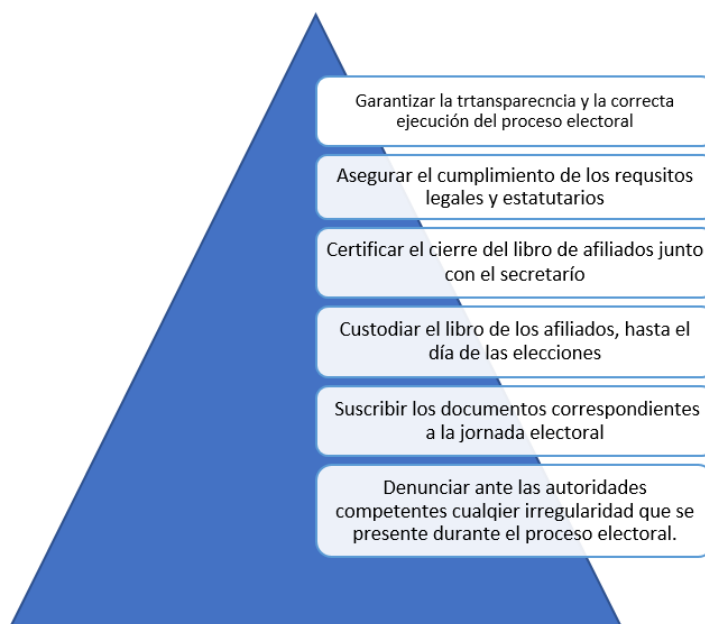 Garantizar la trtansparecncia y la correcta
ejecución del proceso electoral
Asegurar el cumplimiento de los requsitos
legales y estatutarios
Certificar el cierre del libro de afiliados junto
con el secretarío
Custodiar el libro de los afiliados, hasta el
día de las elecciones
Suscribir los documentos correspondientes
a la jornada electoral
Denunciar ante las autoridades
competentes cualqier irregularidad que se
presente durante el proceso electoral.